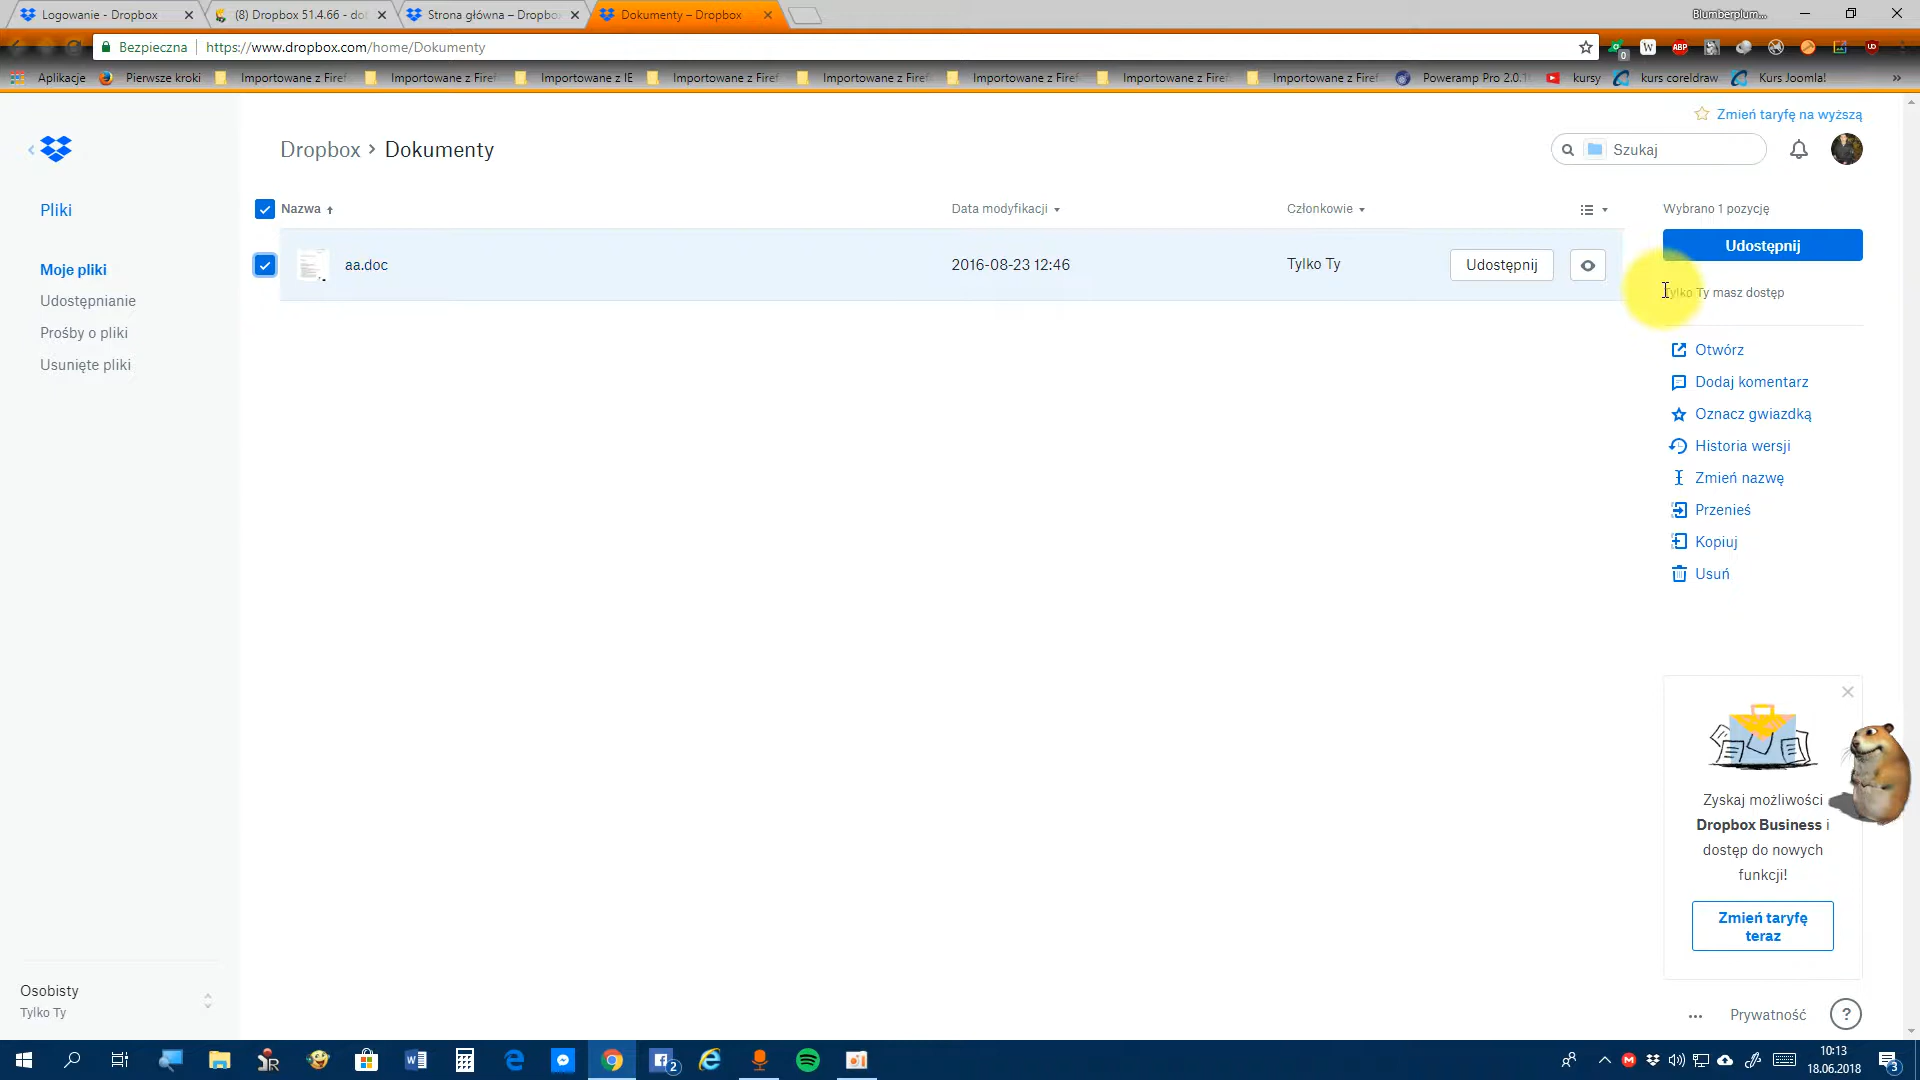 Logowanie - Dropbox
(8) Dropbox 51.4.66 - do
Strona główna – Dropbo
Dokumenty – Dropbox
Blumberplum...
Bezpieczna
https://www.dropbox.com/home/Dokumenty
Aplikacje
Pierwsze kroki
Importowane z Firef
Importowane z Firef
Importowane z IE
Importowane z Firef
Importowane z Firef
Importowane z Firef
Importowane z Firef
Importowane z Firef
Poweramp Pro 2.0.1
kursy
kurs coreldraw
Kurs Joomla!
»
Zmień taryfę na wyższą
Dropbox › Dokumenty
Szukaj
Pliki
Moje pliki
Udostępnianie
Prośby o pliki
Usunięte pliki
Nazwa
Data modyfikacji
Członkowie
Wybrano 1 pozycję
aa.doc
2016-08-23 12:46
Tylko Ty
Udostępnij
Udostępnij
Tylko Ty masz dostęp
Otwórz
Dodaj komentarz
Oznacz gwiazdką
Historia wersji
Zmień nazwę
Przenieś
Kopiuj
Usuń
Zyskaj możliwości
Dropbox Business i
dostęp do nowych
funkcji!
Zmień taryfę
teraz
Osobisty
Tylko Ty
... Prywatność ?
10:13
18.06.2018
2
3